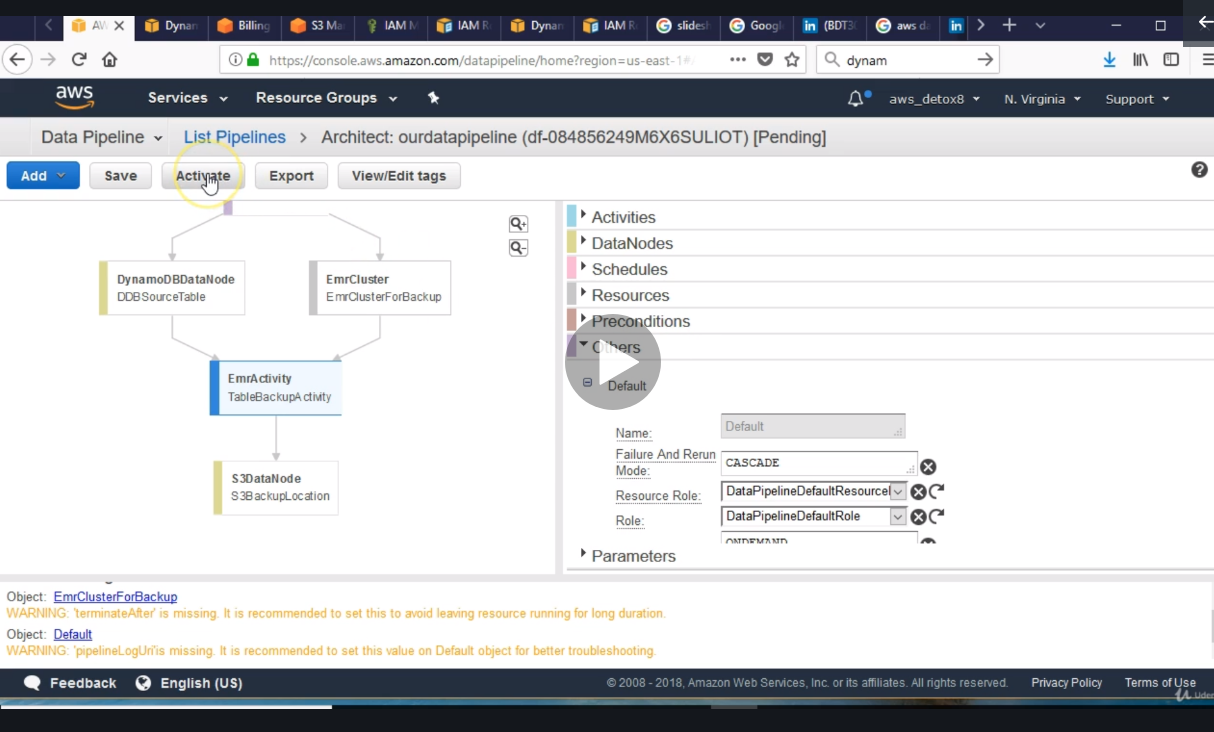 AW
Dynam
Billing
S3 Ma
IAM M
IAM R
Dynan
IAM R
slidesh
Googl
(BDT30
aws da
https://console.aws.amazon.com/datapipeline/home?region=us-east-1#
dynam
aws Services Resource Groups aws_detox8 N. Virginia Support
Data Pipeline List Pipelines > Architect: ourdatapipeline (df-084856249M6X6SULIOT) [Pending]
Add Save Activate Export View/Edit tags
DynamoDBDataNode
DDBSourceTable
EmrCluster
EmrClusterForBackup
EmrActivity
TableBackupActivity
S3DataNode
S3BackupLocation
Activities
DataNodes
Schedules
Resources
Preconditions
Others
Default
Name: Default
Failure And Rerun Mode: CASCADE
Resource Role: DataPipelineDefaultResourceI
Role: DataPipelineDefaultRole
ONDEMAND
Parameters
Object: EmrClusterForBackup
WARNING: 'terminateAfter' is missing. It is recommended to set this to avoid leaving resource running for long duration.
Object: Default
WARNING: 'pipelineLogUri'is missing. It is recommended to set this value on Default object for better troubleshooting.
Feedback English (US) © 2008 - 2018, Amazon Web Services, Inc. or its affiliates. All rights reserved. Privacy Policy Terms of Use